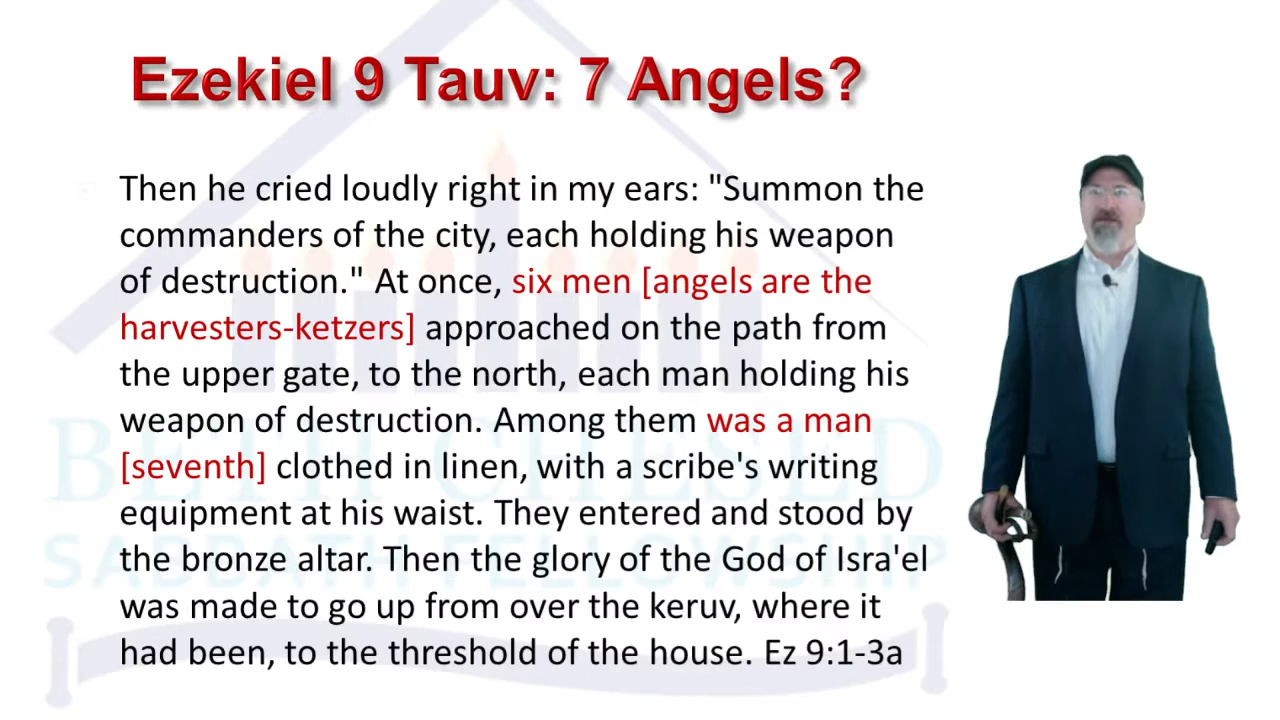 Ezekiel 9 Tauv: 7 Angels?
Then he cried loudly right in my ears: "Summon the
commanders of the city, each holding his weapon
of destruction." At once, six men [angels are the
harvesters-ketzers] approached on the path from
the upper gate, to the north, each man holding his
weapon of destruction. Among them was a man
[seventh] clothed in linen, with a scribe's writing
equipment at his waist. They entered and stood by
the bronze altar. Then the glory of the God of Isra'el
was made to go up from over the keruv, where it
had been, to the threshold of the house. Ez 9:1-3a
BETH CHESED
SABBATH FELLOWSHIP